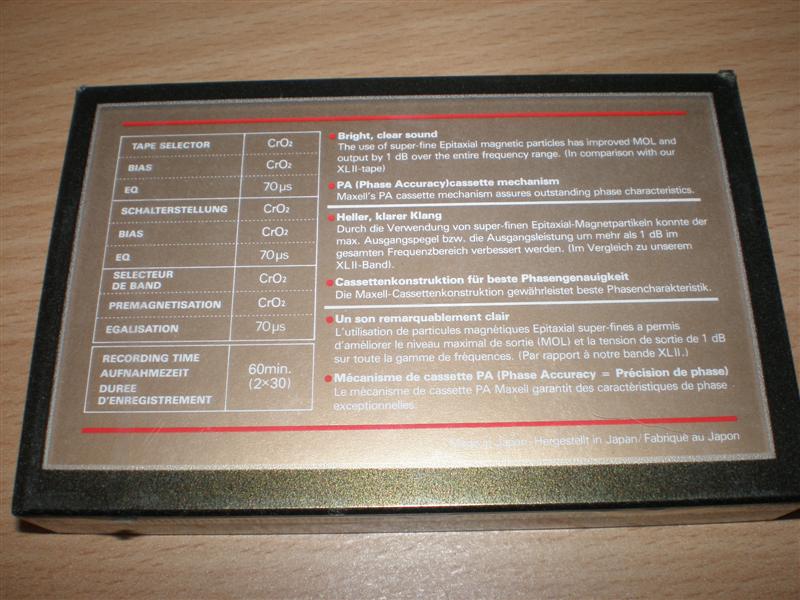 TAPE SELECTOR CrO₂
BIAS CrO₂
EQ 70µs
SCHALTERSTELLUNG CrO₂
BIAS CrO₂
EQ 70µs
SELECTEUR
DE BAND CrO₂
PREMAGNETISATION CrO₂
EGALISATION 70µs
RECORDING TIME
AUFNAHMEZEIT
DUREE
D'ENREGISTREMENT
60min.
(2×30)
Bright, clear sound
The use of super-fine Epitaxial magnetic particles has improved MOL and
output by 1 dB over the entire frequency range. (In comparison with our
XLII-tape)
PA (Phase Accuracy)cassette mechanism
Maxell's PA cassette mechanism assures outstanding phase characteristics.
Heller, klarer Klang
Durch die Verwendung von super-finen Epitaxial-Magnetpartikeln konnte der
max. Ausgangspegel bzw. die Ausgangsleistung um mehr als 1 dB im
gesamten Frequenzbereich verbessert werden. (Im Vergleich zu unserem
XLII-Band).
Cassettenkonstruktion für beste Phasengenauigkeit
Die Maxell-Cassettenkonstruktion gewährleistet beste Phasencharakteristik.
Un son remarquablement clair
L'utilisation de particules magnétiques Epitaxial super-fines a permis
d'améliorer le niveau maximal de sortie (MOL) et la tension de sortie de 1 dB
sur toute la gamme de fréquences. (Par rapport à notre bande XLII.)
Mécanisme de cassette PA (Phase Accuracy = Précision de phase)
Le mécanisme de cassette PA Maxell garantit des caractéristiques de phase
exceptionnelles.
Made in Japan · Hergestellt in Japan / Fabriqué au Japon